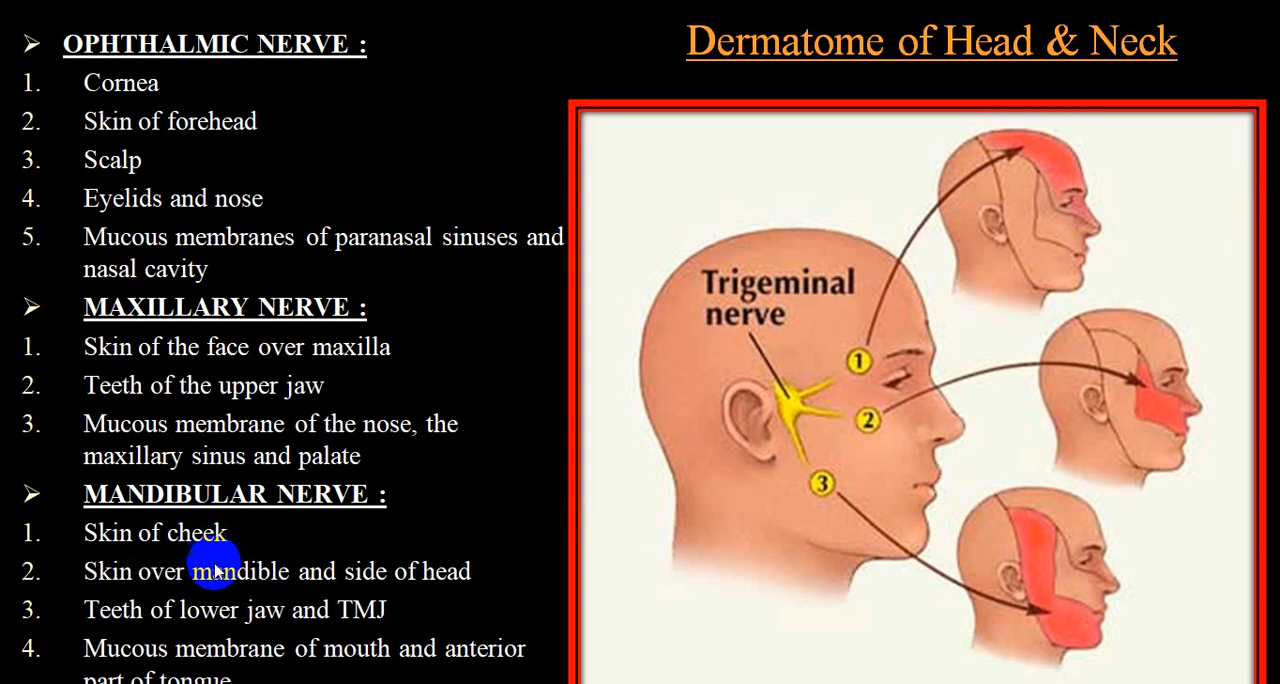 Dermatome of Head & Neck
➢ OPHTHALMIC NERVE :
1. Cornea
2. Skin of forehead
3. Scalp
4. Eyelids and nose
5. Mucous membranes of paranasal sinuses and
nasal cavity
➢ MAXILLARY NERVE :
1. Skin of the face over maxilla
2. Teeth of the upper jaw
3. Mucous membrane of the nose, the
maxillary sinus and palate
➢ MANDIBULAR NERVE :
1. Skin of cheek
2. Skin over mandible and side of head
3. Teeth of lower jaw and TMJ
4. Mucous membrane of mouth and anterior
part of tongue
Trigeminal
nerve
1
2
3